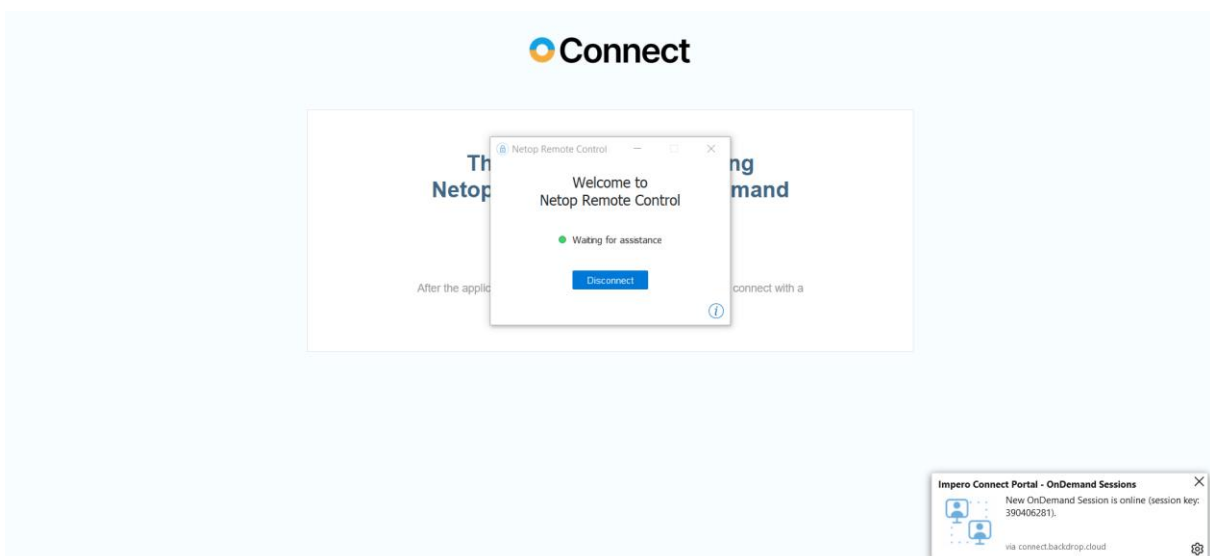 Connect
Th
ng
Netop
mand
After the applic
connect with a
Netop Remote Control
Welcome to
Netop Remote Control
Waiting for assistance
Disconnect
i
Impero Connect Portal - OnDemand Sessions
New OnDemand Session is online (session key:
390406281).
via connect.backdrop.cloud